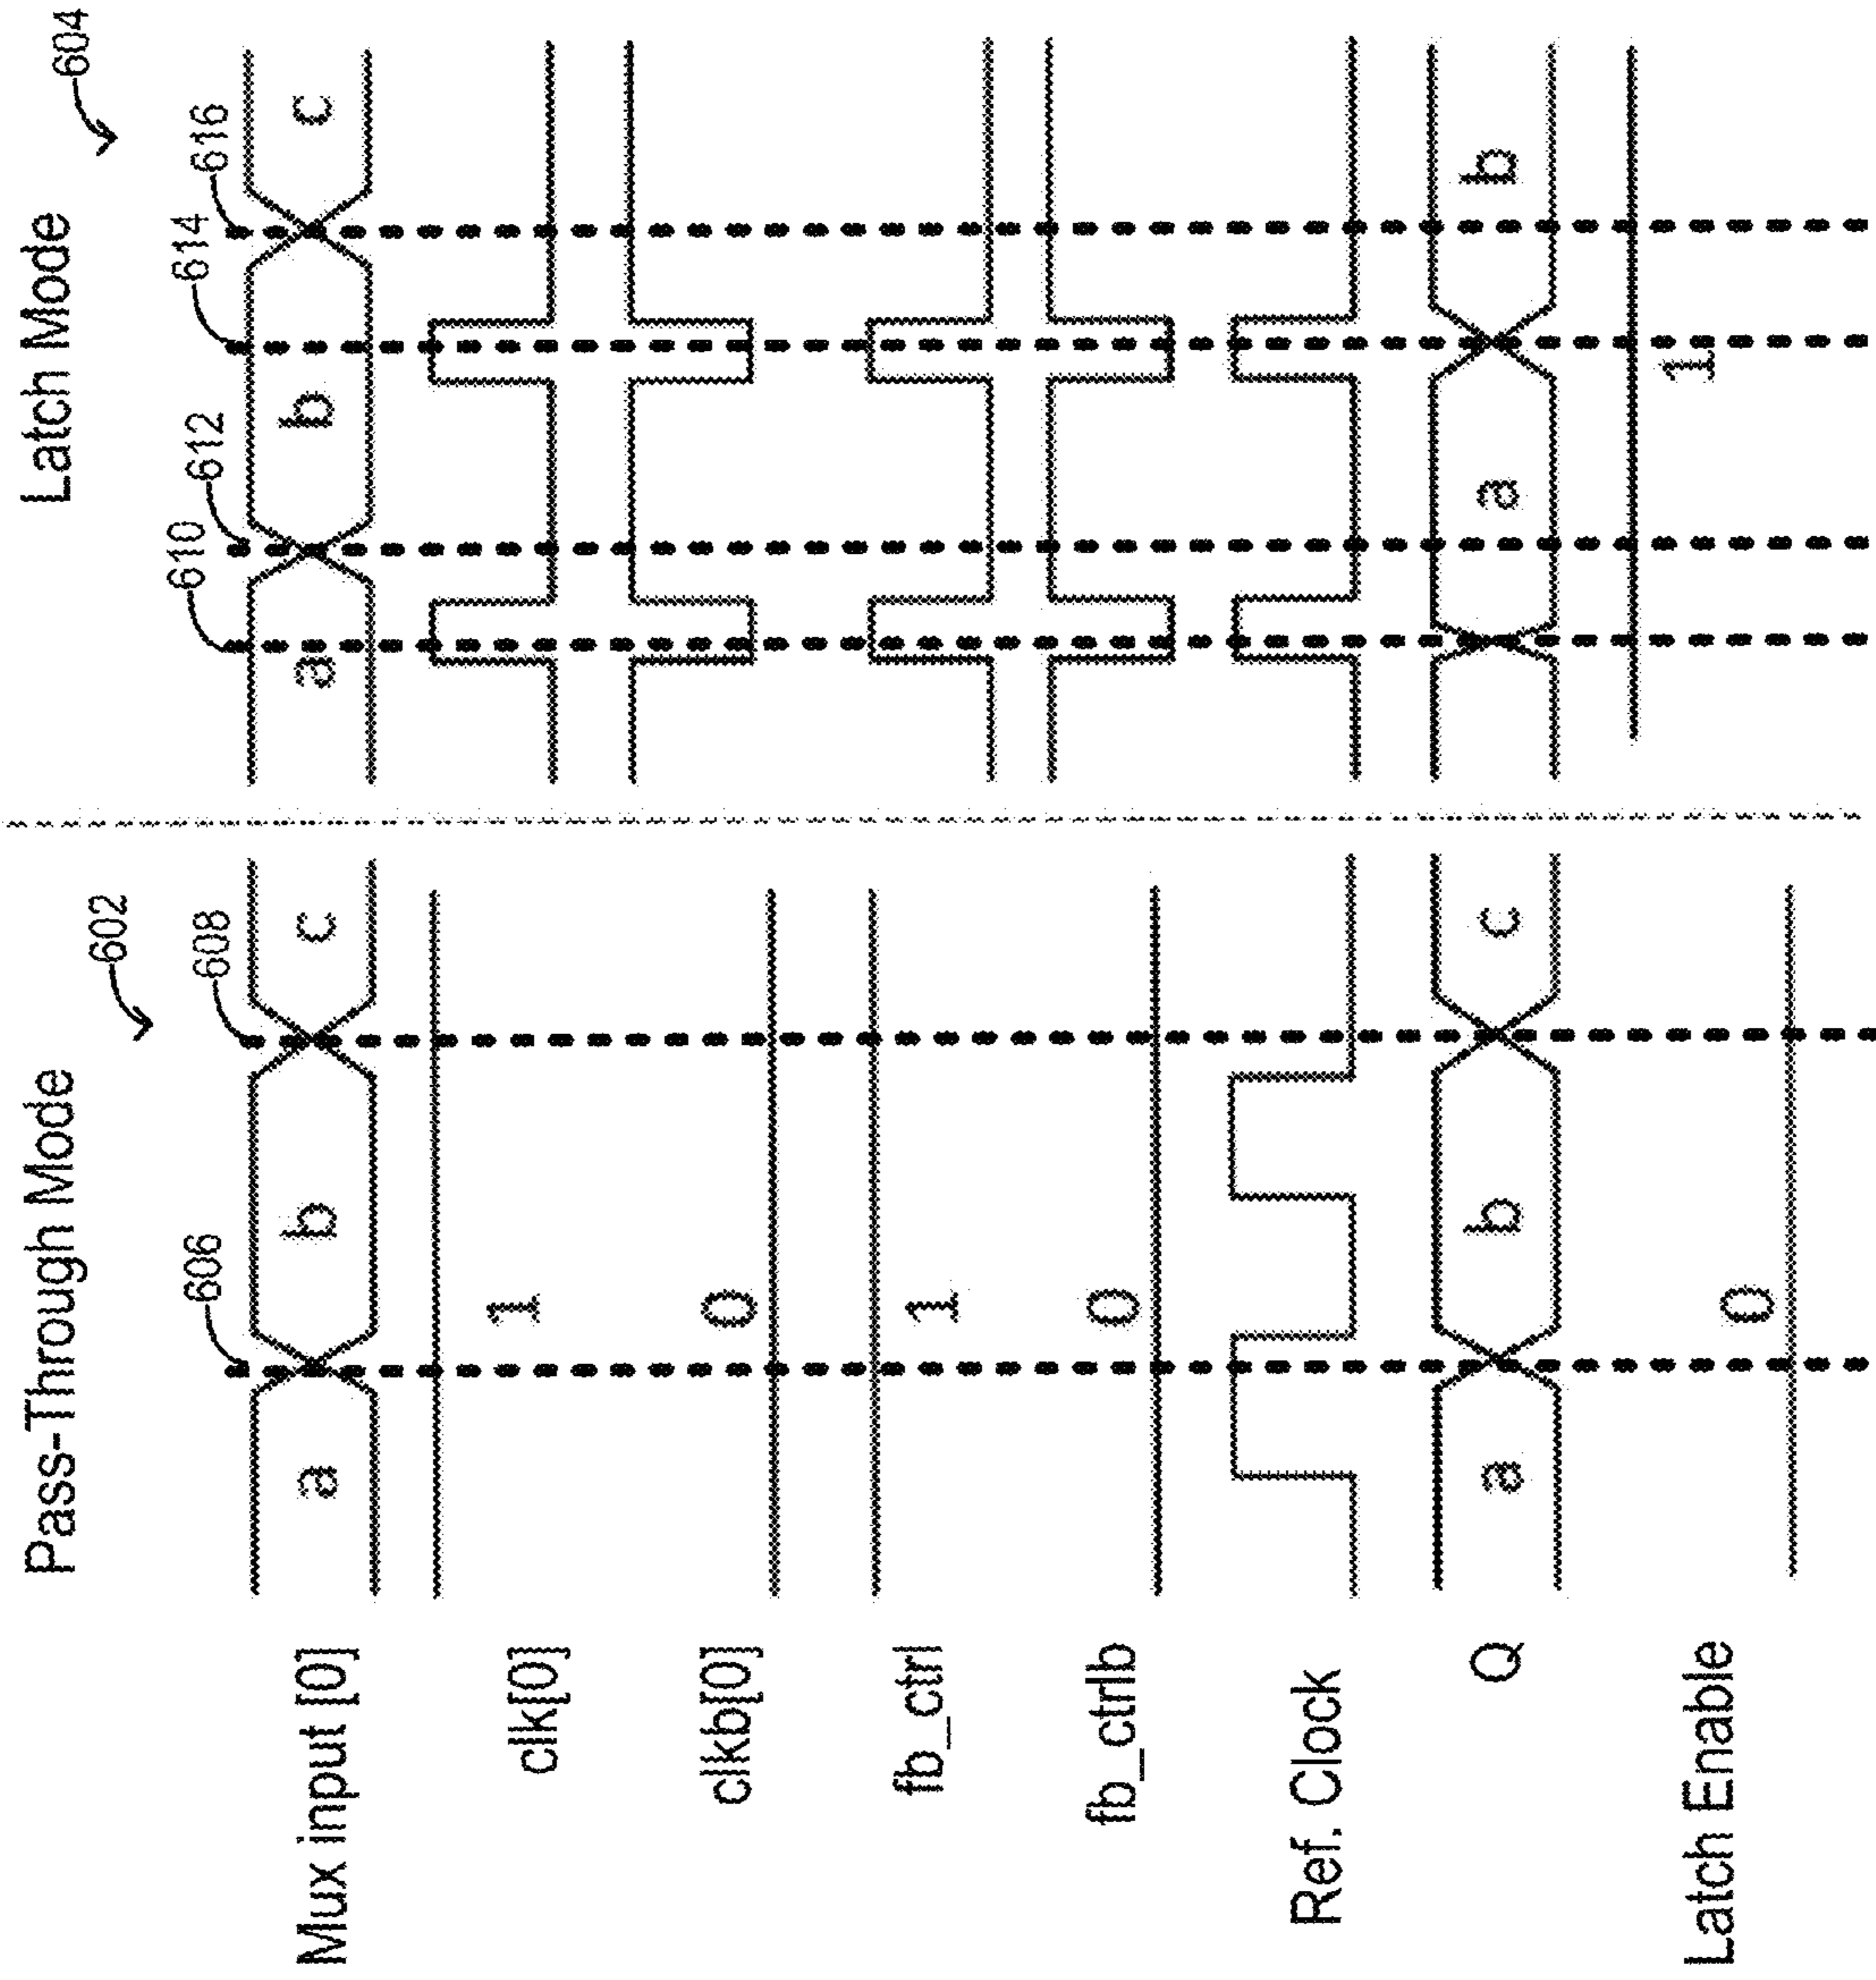 Pass-Through Mode
Latch Mode
602
604
606
608
610
612
614
616
Mux input [0]
a
b
c
a
b
c
clk[0]
1
clkb[0]
0
fb_ctrl
1
fb_ctrlb
0
Ref. Clock
Q
a
b
c
a
b
Latch Enable
0
1